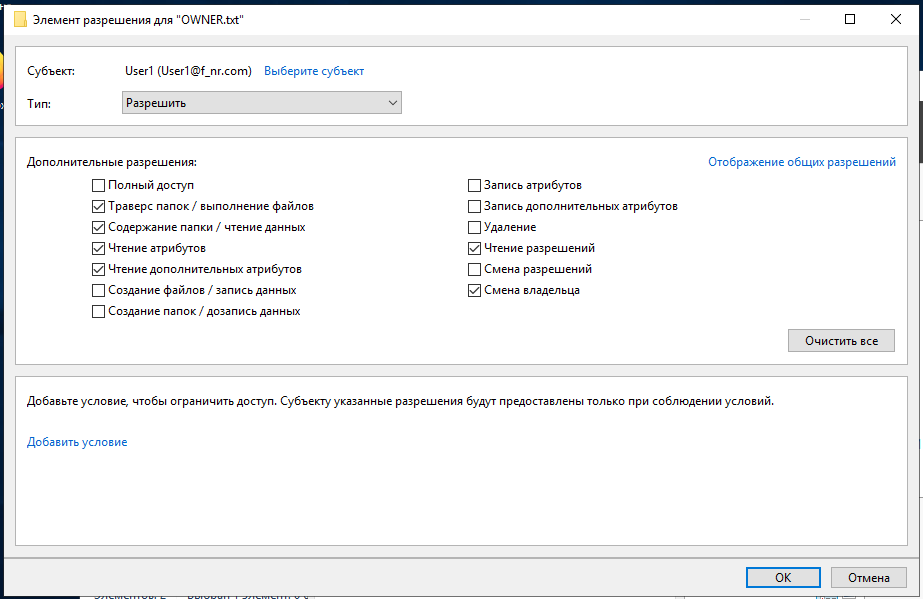 Элемент разрешения для "OWNER.txt"
Субъект: User1 (User1@f_nr.com) Выберите субъект
Тип: Разрешить
Дополнительные разрешения: Отображение общих разрешений
Полный доступ Запись атрибутов
Траверс папок / выполнение файлов Запись дополнительных атрибутов
Содержание папки / чтение данных Удаление
Чтение атрибутов Чтение разрешений
Чтение дополнительных атрибутов Смена разрешений
Создание файлов / запись данных Смена владельца
Создание папок / дозапись данных
Очистить все
Добавьте условие, чтобы ограничить доступ. Субъекту указанные разрешения будут предоставлены только при соблюдении условий.
Добавить условие
OK Отмена